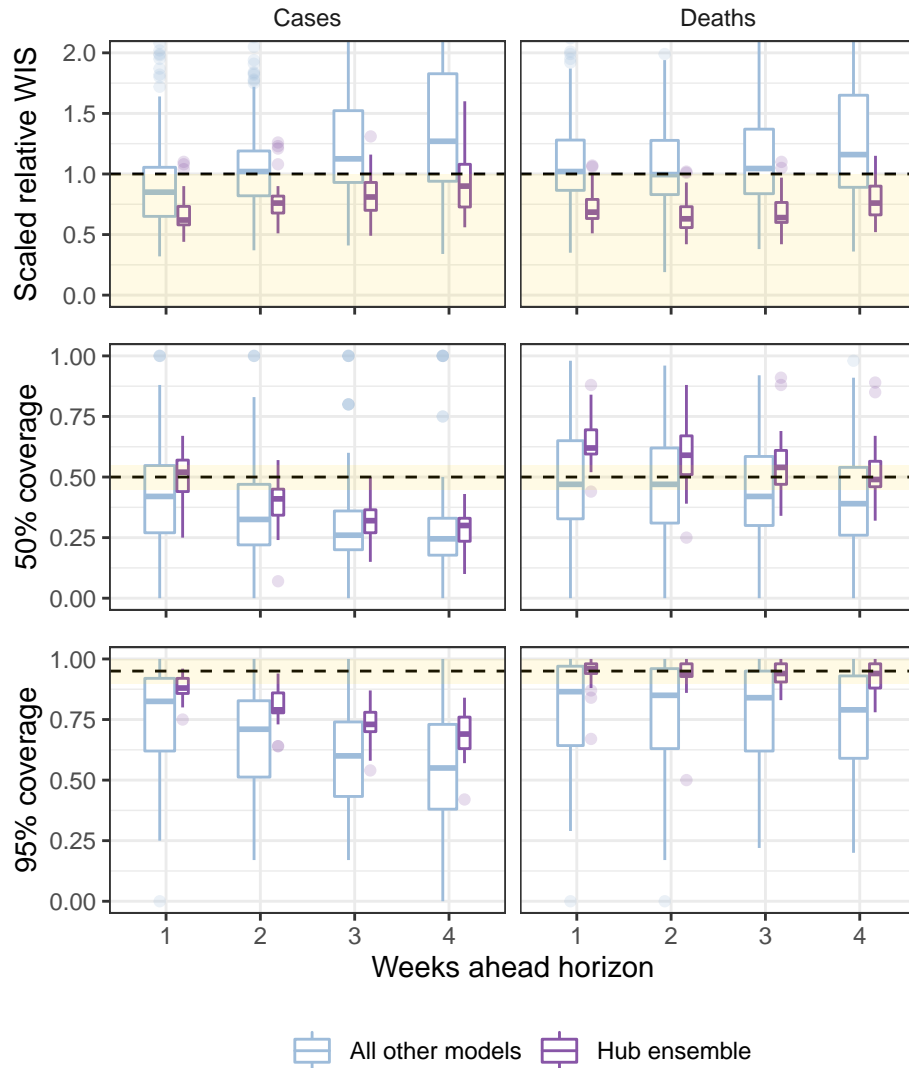 Cases Deaths
Scaled relative WIS
2.0
1.5
1.0
0.5
0.0
50% coverage
1.00
0.75
0.50
0.25
0.00
95% coverage
1.00
0.75
0.50
0.25
0.00
1 2 3 4 1 2 3 4
Weeks ahead horizon
All other models Hub ensemble